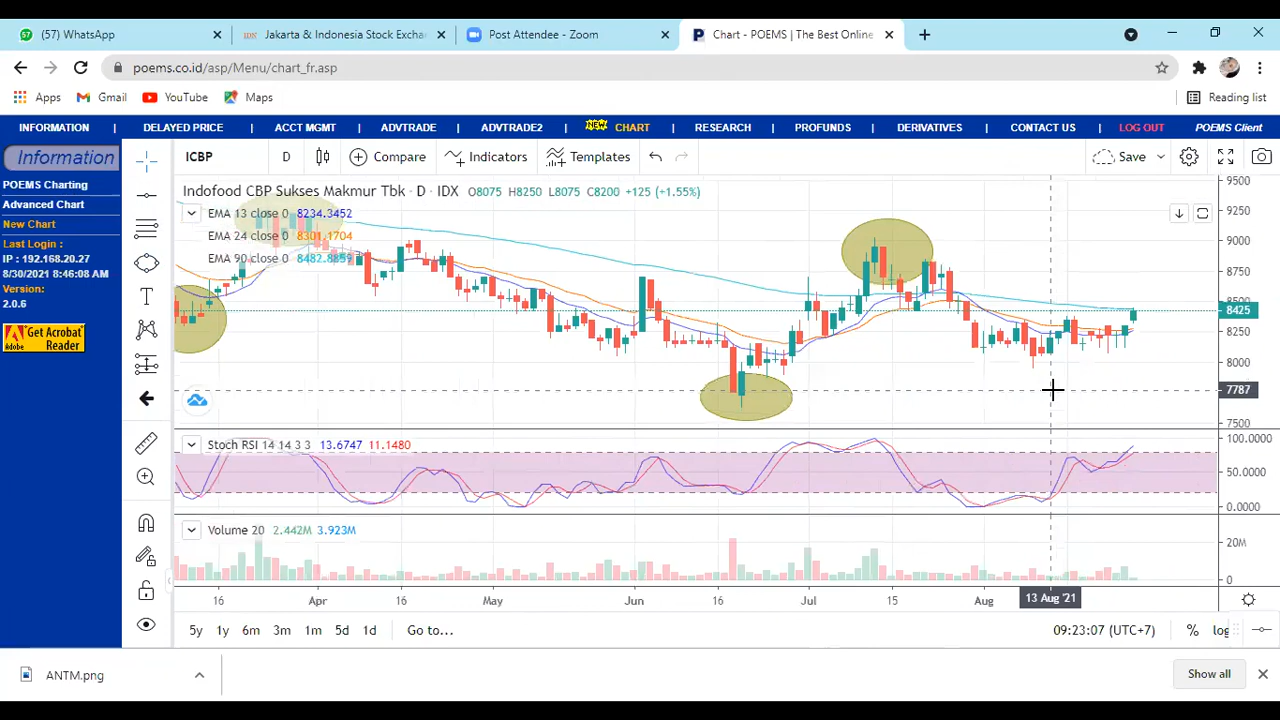 (57) WhatsApp
Jakarta & Indonesia Stock Excha
Post Attendee - Zoom
Chart - POEMS | The Best Online
poems.co.id/asp/Menu/chart_fr.asp
Apps Gmail YouTube Maps Reading list
INFORMATION | DELAYED PRICE | ACCT MGMT | ADVTRADE | ADVTRADE2 | NEW CHART | RESEARCH | PROFUNDS | DERIVATIVES | CONTACT US | LOG OUT POEMS Client
Information
POEMS Charting
Advanced Chart
New Chart
Last Login :
IP : 192.168.20.27
8/30/2021 8:46:08 AM
Version:
2.0.6
Get Acrobat
Reader
Adobe
ICBP D Compare Indicators Templates Save
Indofood CBP Sukses Makmur Tbk · D · IDX O8075 H8250 L8075 C8200 +125 (+1.55%)
EMA 13 close 0 8234.3452
EMA 24 close 0 8301.1704
EMA 90 close 0 8482.8859
9500
9250
9000
8750
8500
8425
8250
8000
7787
7500
Stoch RSI 14 14 3 3 13.6747 11.1480
100.0000
50.0000
0.0000
Volume 20 2.442M 3.923M
20M
0
16 Apr 16 May Jun 16 Jul 15 Aug 13 Aug '21
5y 1y 6m 3m 1m 5d 1d Go to... 09:23:07 (UTC+7) % log
ANTM.png
Show all